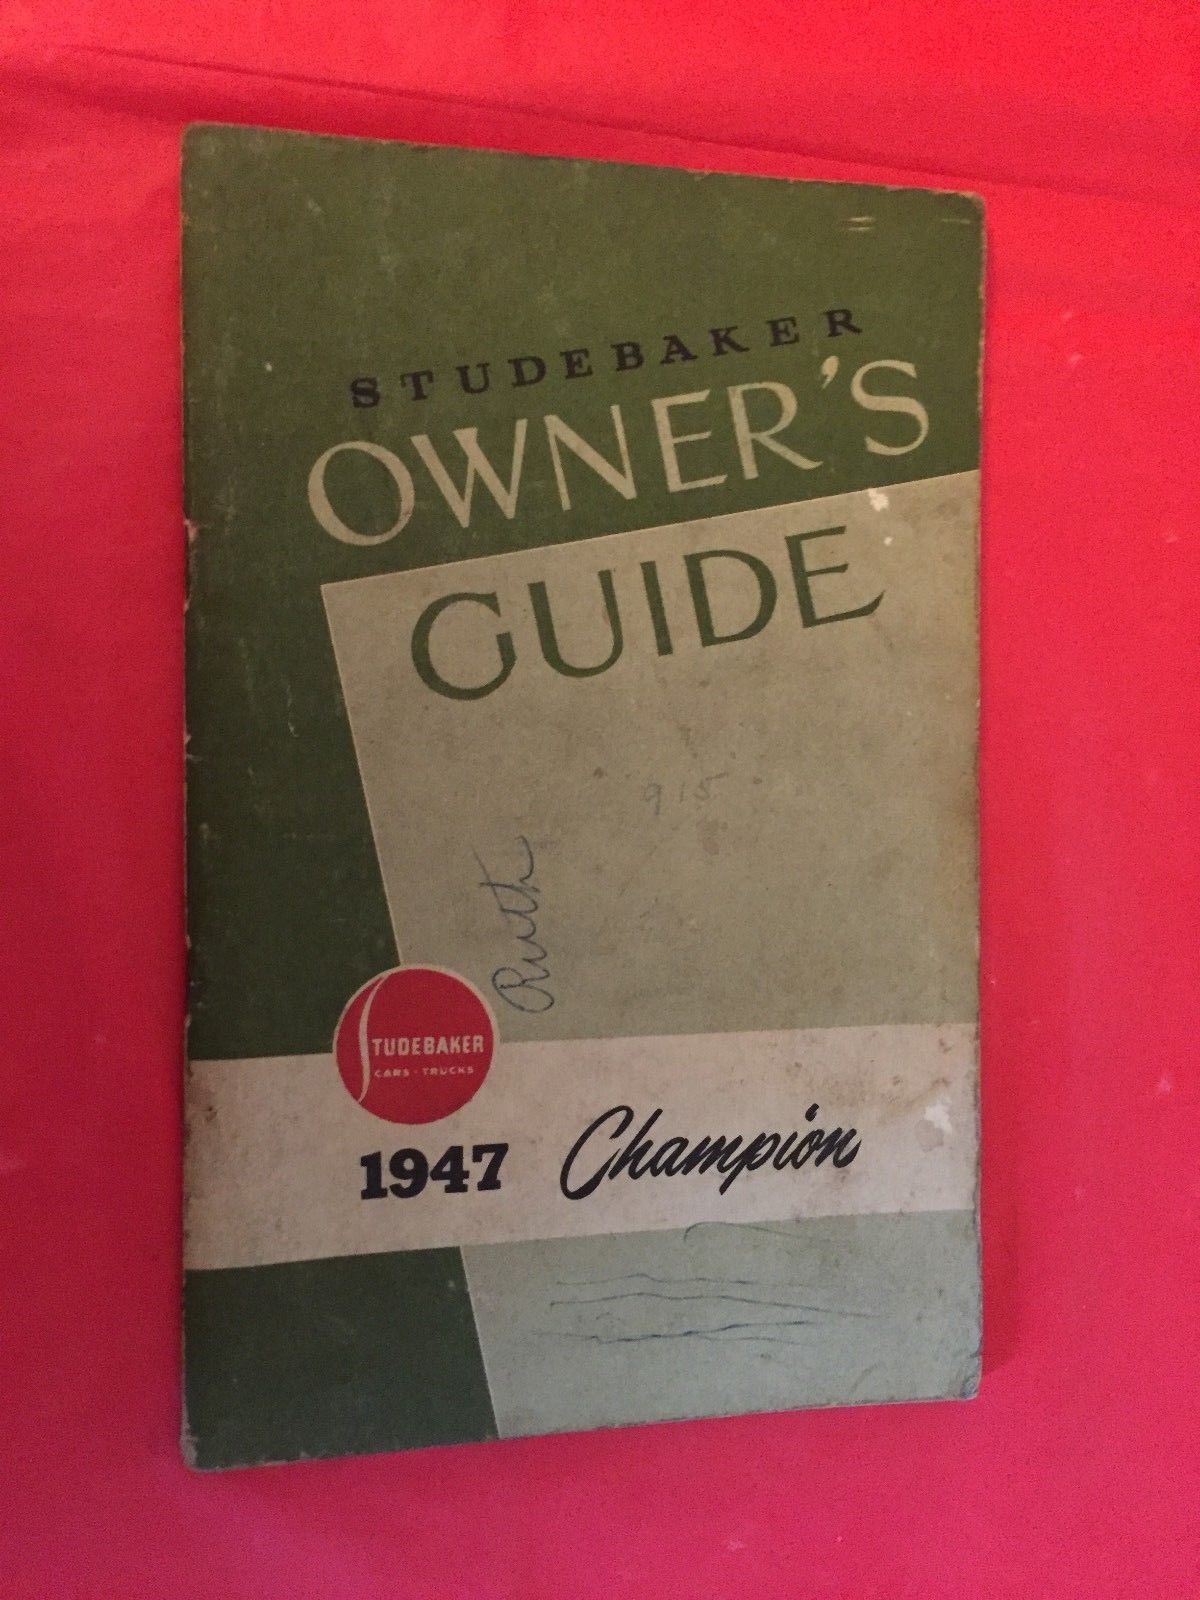 STUDEBAKER
OWNER'S
GUIDE
915
Ruth
STUDEBAKER
CARS · TRUCKS
1947 Champion